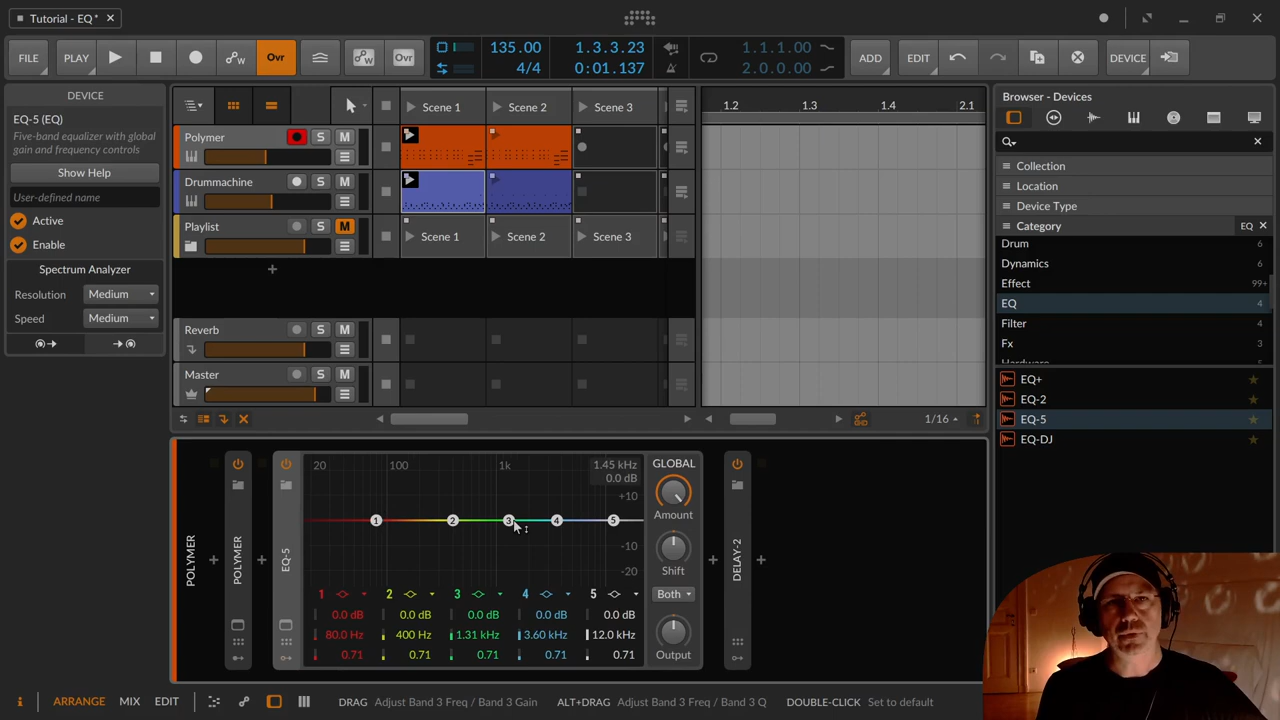 Tutorial - EQ*
FILE
PLAY
Ovr
Ovr
135.00
4/4
1.3.3.23
0:01.137
1.1.1.00
2.0.0.00
ADD
EDIT
DEVICE
DEVICE
EQ-5 (EQ)
Five-band equalizer with global
gain and frequency controls
Show Help
User-defined name
Active
Enable
Spectrum Analyzer
Resolution
Medium
Speed
Medium
Scene 1
Scene 2
Scene 3
Polymer
S
M
Drummachine
S
M
Playlist
S
M
Scene 1
Scene 2
Scene 3
Reverb
S
M
Master
S
M
1.2
1.3
1.4
2.1
1/16
Browser - Devices
Collection
Location
Device Type
Category
EQ
Drum
6
Dynamics
6
Effect
99+
EQ
4
Filter
4
Fx
3
Hardware
EQ+
EQ-2
EQ-5
EQ-DJ
POLYMER
POLYMER
EQ-5
20
100
1k
1.45 kHz
0.0 dB
+10
-10
-20
1
2
3
4
5
1
2
3
4
5
0.0 dB
0.0 dB
0.0 dB
0.0 dB
0.0 dB
80.0 Hz
400 Hz
1.31 kHz
3.60 kHz
12.0 kHz
0.71
0.71
0.71
0.71
0.71
GLOBAL
Amount
Shift
Both
Output
DELAY-2
i
ARRANGE
MIX
EDIT
DRAG
Adjust Band 3 Freq / Band 3 Gain
ALT+DRAG
Adjust Band 3 Freq / Band 3 Q
DOUBLE-CLICK
Set to default